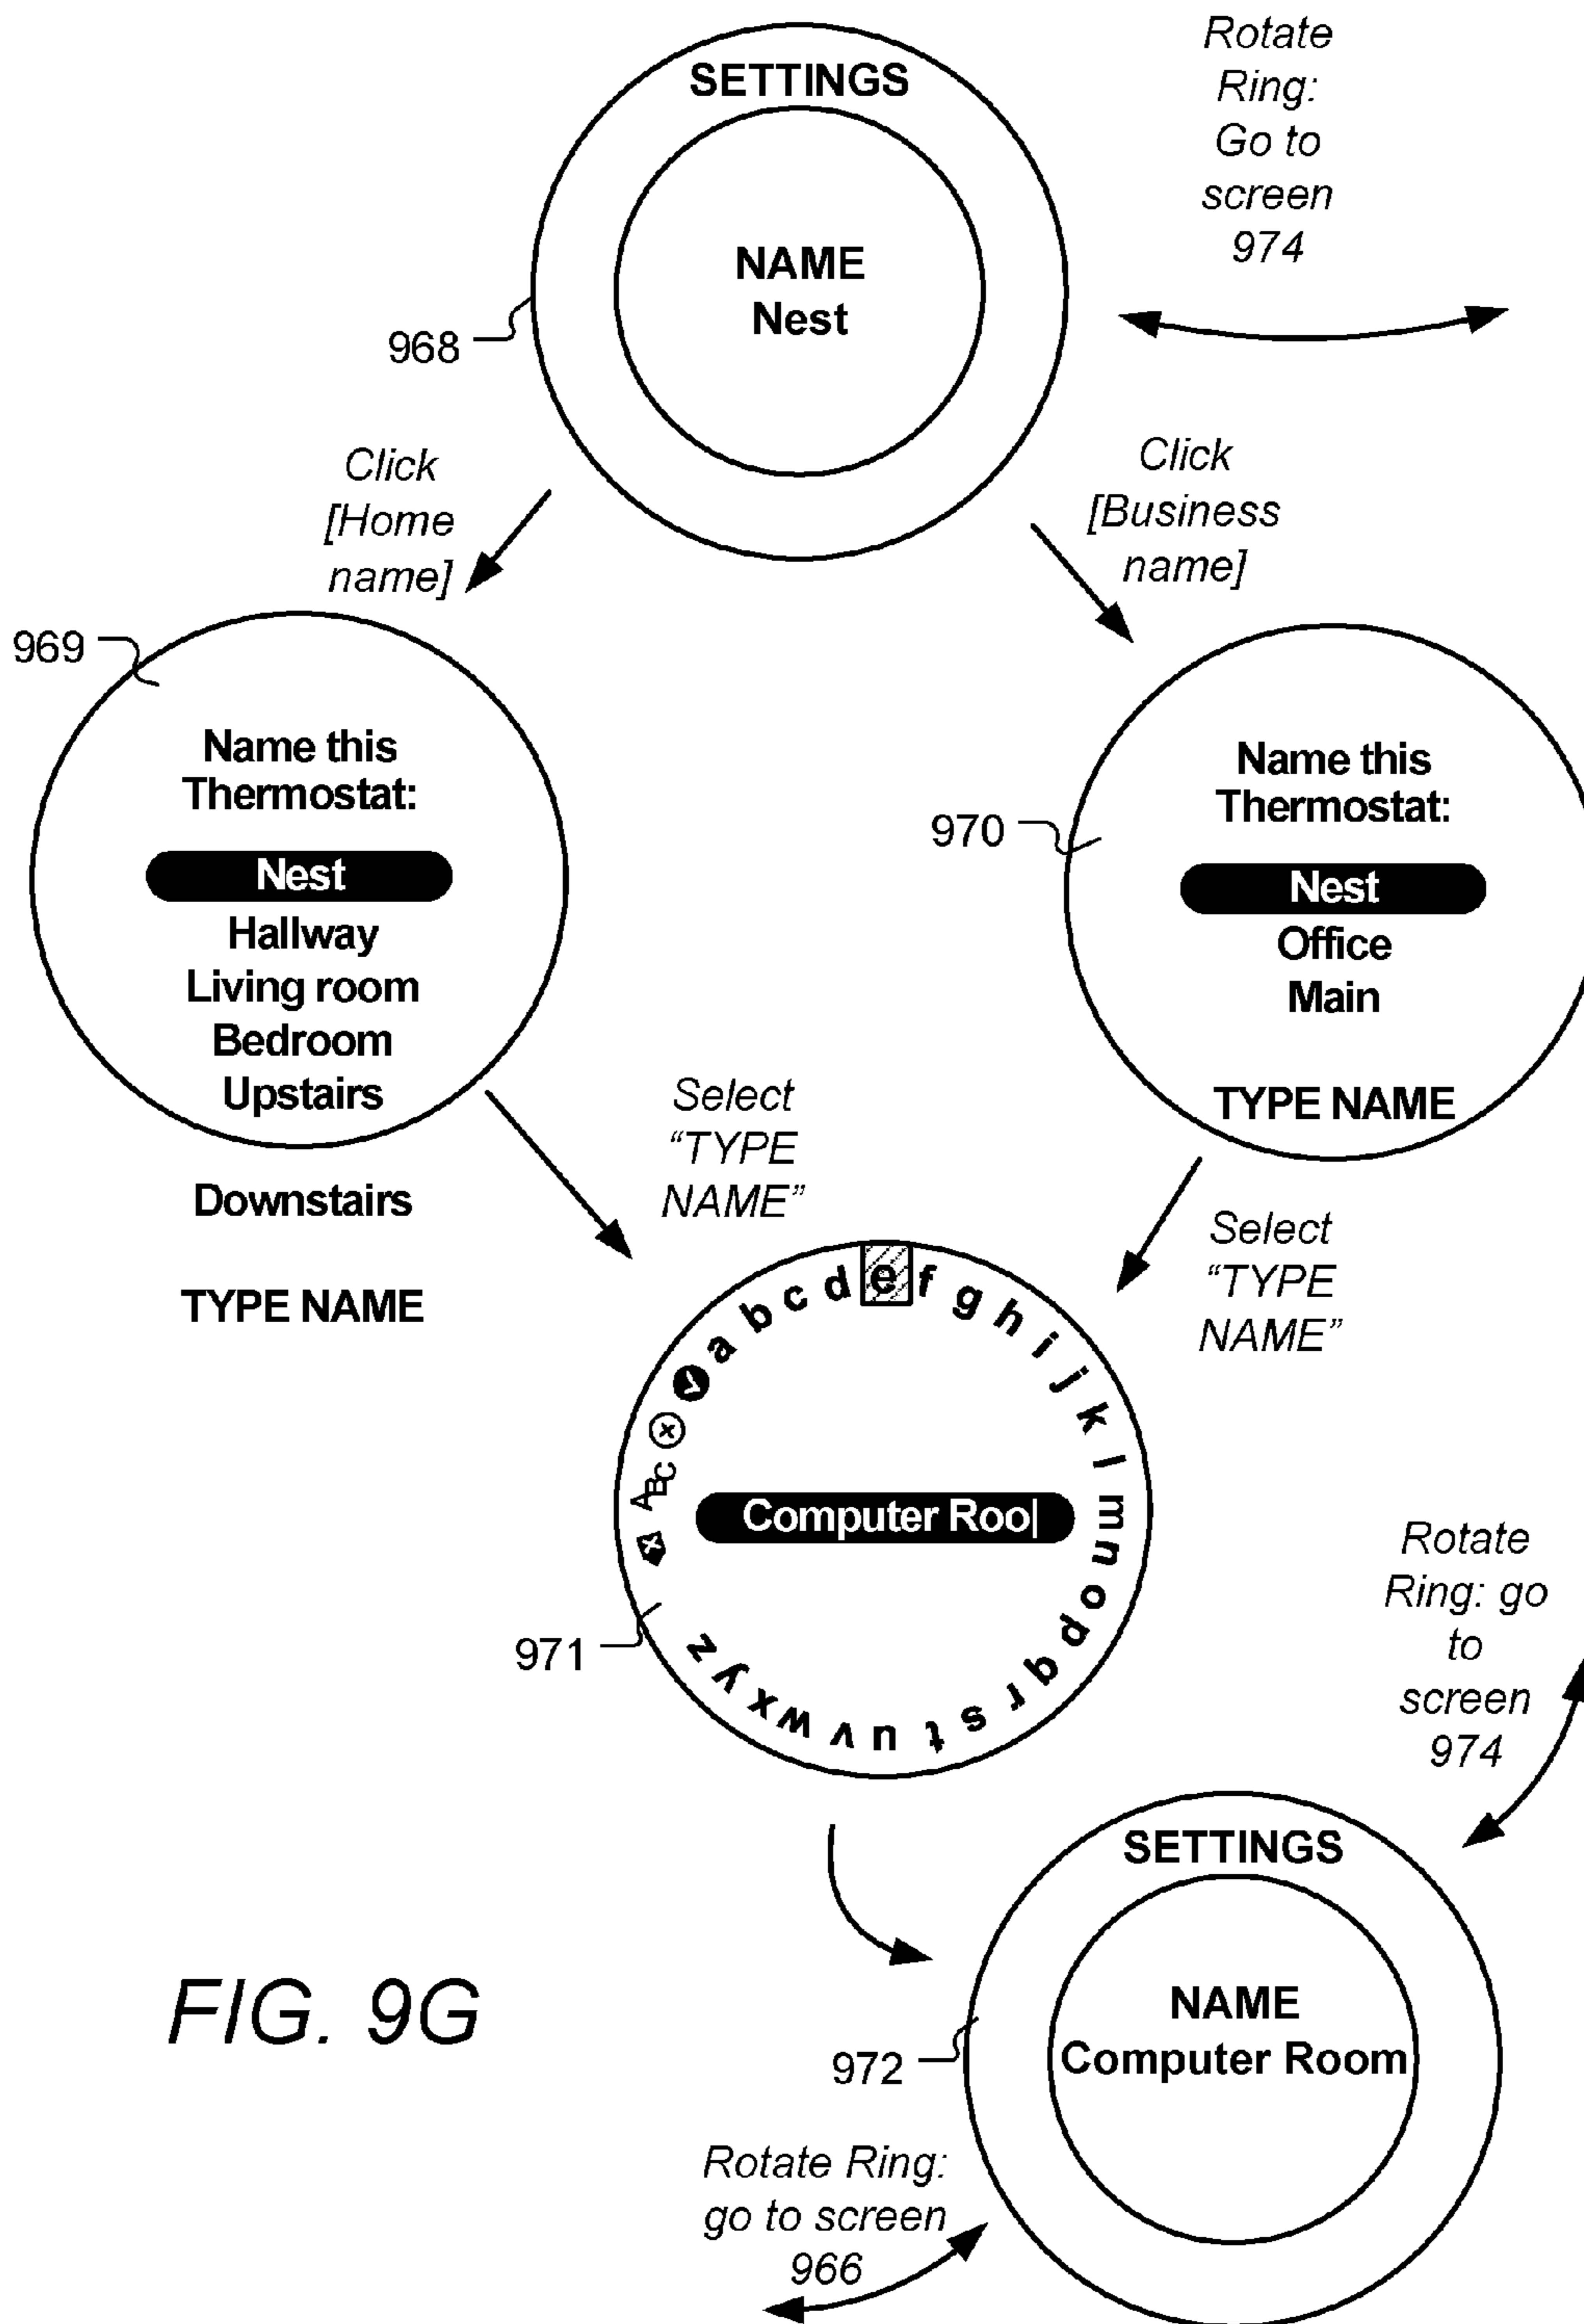 Rotate
Ring:
Go to
screen
974
SETTINGS
NAME
Nest
968
Click
[Home
name]
Click
[Business
name]
969
Name this
Thermostat:
Nest
Hallway
Living room
Bedroom
Upstairs
Downstairs
TYPE NAME
970
Name this
Thermostat:
Nest
Office
Main
TYPE NAME
Select
“TYPE
NAME”
Select
“TYPE
NAME”
a b c d e f g h i j k l m n o p q r s t u v w x y z
ABC
Computer Roo|
971
Rotate
Ring: go
to
screen
974
SETTINGS
NAME
Computer Room
972
Rotate Ring:
go to screen
966
FIG. 9G